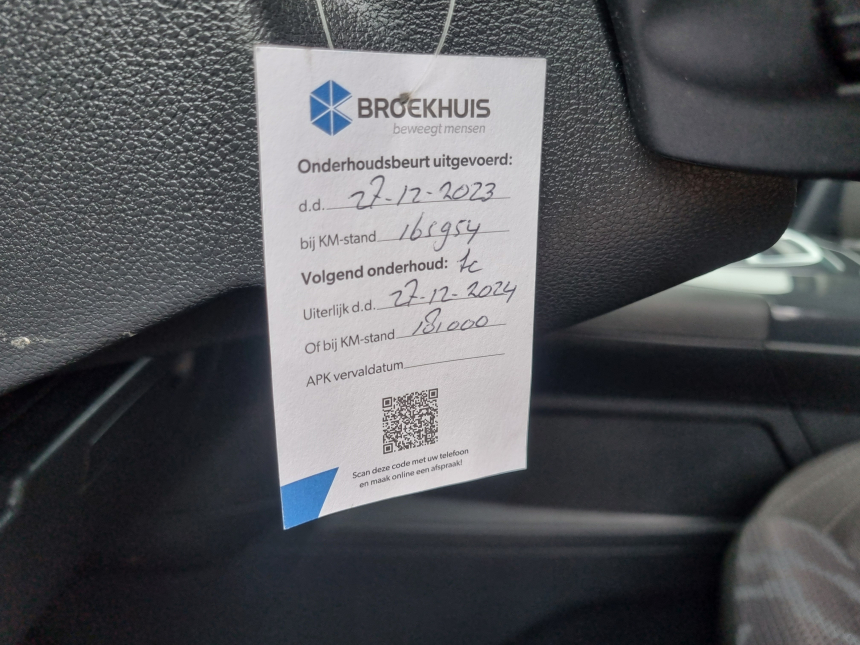 BROEKHUIS
beweegt mensen
Onderhoudsbeurt uitgevoerd:
d.d. 27-12-2023
bij KM-stand 165954
Volgend onderhoud: 1c
Uiterlijk d.d. 27-12-2024
Of bij KM-stand 181000
APK vervaldatum
Scan deze code met uw telefoon
en maak online een afspraak!